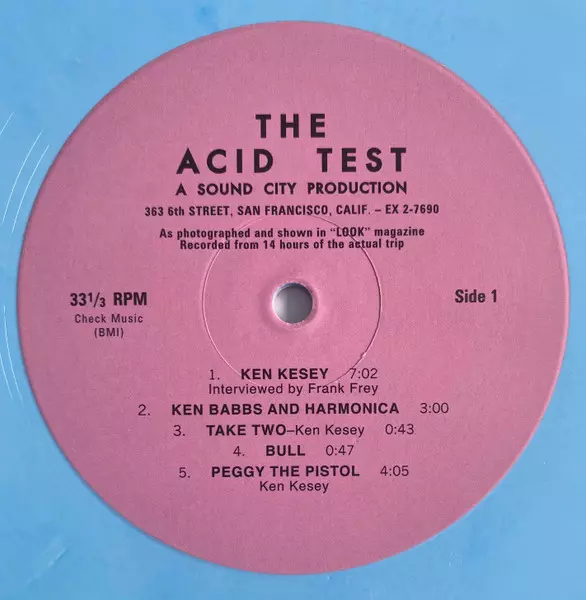 THE
ACID TEST
A SOUND CITY PRODUCTION
363 6th STREET, SAN FRANCISCO, CALIF. – EX 2-7690
As photographed and shown in "LOOK" magazine
Recorded from 14 hours of the actual trip
33 1/3 RPM
Check Music
(BMI)
Side 1
1. KEN KESEY 7:02
Interviewed by Frank Frey
2. KEN BABBS AND HARMONICA 3:00
3. TAKE TWO–Ken Kesey 0:43
4. BULL 0:47
5. PEGGY THE PISTOL 4:05
Ken Kesey